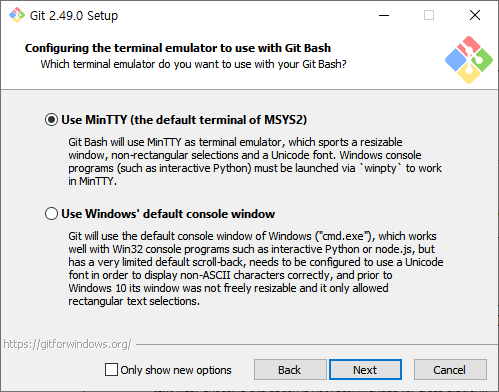 Git 2.49.0 Setup
Configuring the terminal emulator to use with Git Bash
Which terminal emulator do you want to use with your Git Bash?
Use MinTTY (the default terminal of MSYS2)
Git Bash will use MinTTY as terminal emulator, which sports a resizable
window, non-rectangular selections and a Unicode font. Windows console
programs (such as interactive Python) must be launched via `winpty` to work
in MinTTY.
Use Windows' default console window
Git will use the default console window of Windows ("cmd.exe"), which works
well with Win32 console programs such as interactive Python or node.js, but
has a very limited default scroll-back, needs to be configured to use a Unicode
font in order to display non-ASCII characters correctly, and prior to
Windows 10 its window was not freely resizable and it only allowed
rectangular text selections.
https://gitforwindows.org/
Only show new options
Back
Next
Cancel